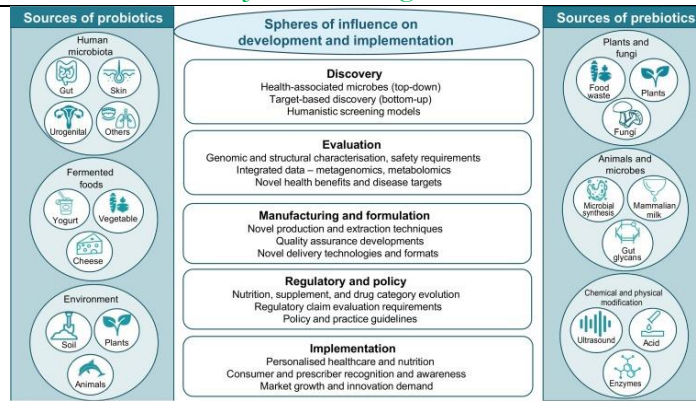 Sources of probiotics
Human
microbiota
Gut
Skin
Urogenital
Others
Fermented
foods
Yogurt
Vegetable
Cheese
Environment
Soil
Plants
Animals
Spheres of influence on
development and implementation
Discovery
Health-associated microbes (top-down)
Target-based discovery (bottom-up)
Humanistic screening models
Evaluation
Genomic and structural characterisation, safety requirements
Integrated data – metagenomics, metabolomics
Novel health benefits and disease targets
Manufacturing and formulation
Novel production and extraction techniques
Quality assurance developments
Novel delivery technologies and formats
Regulatory and policy
Nutrition, supplement, and drug category evolution
Regulatory claim evaluation requirements
Policy and practice guidelines
Implementation
Personalised healthcare and nutrition
Consumer and prescriber recognition and awareness
Market growth and innovation demand
Sources of prebiotics
Plants and
fungi
Food
waste
Plants
Fungi
Animals and
microbes
Microbial
synthesis
Mammalian
milk
Gut
glycans
Chemical and physical
modification
Ultrasound
Acid
Enzymes